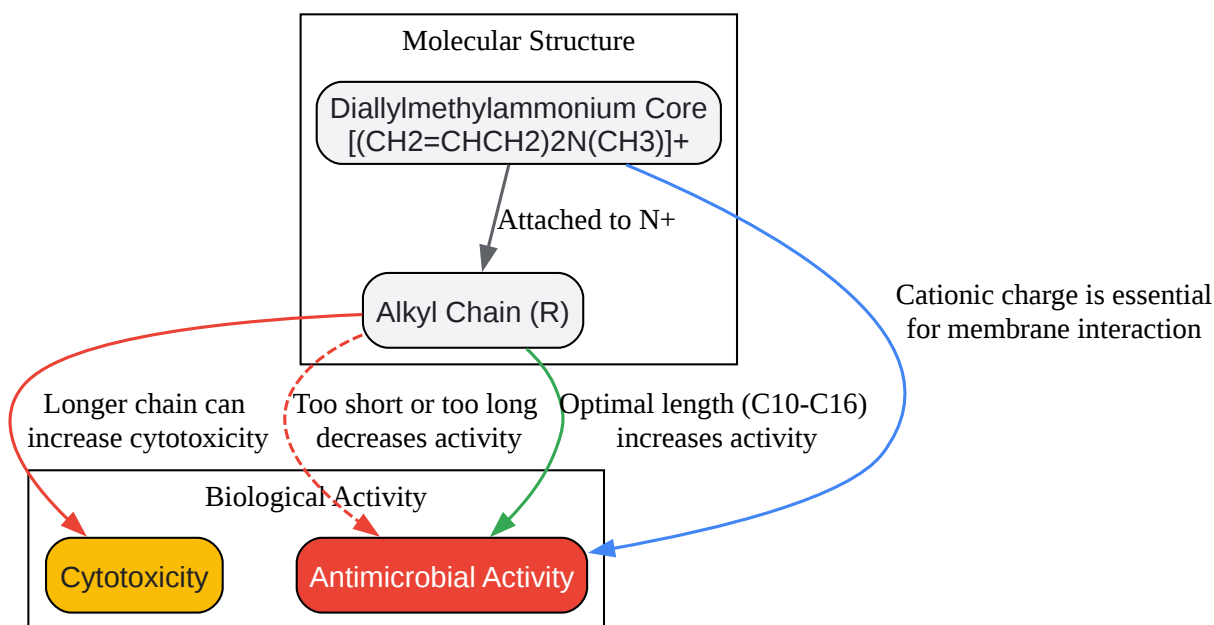 Molecular Structure
Diallylmethylammonium Core
[(CH2=CHCH2)2N(CH3)]+
Attached to N+
Alkyl Chain (R)
Cationic charge is essential
for membrane interaction
Longer chain can
increase cytotoxicity
Too short or too long
decreases activity
Optimal length (C10-C16)
increases activity
Biological Activity
Cytotoxicity
Antimicrobial Activity